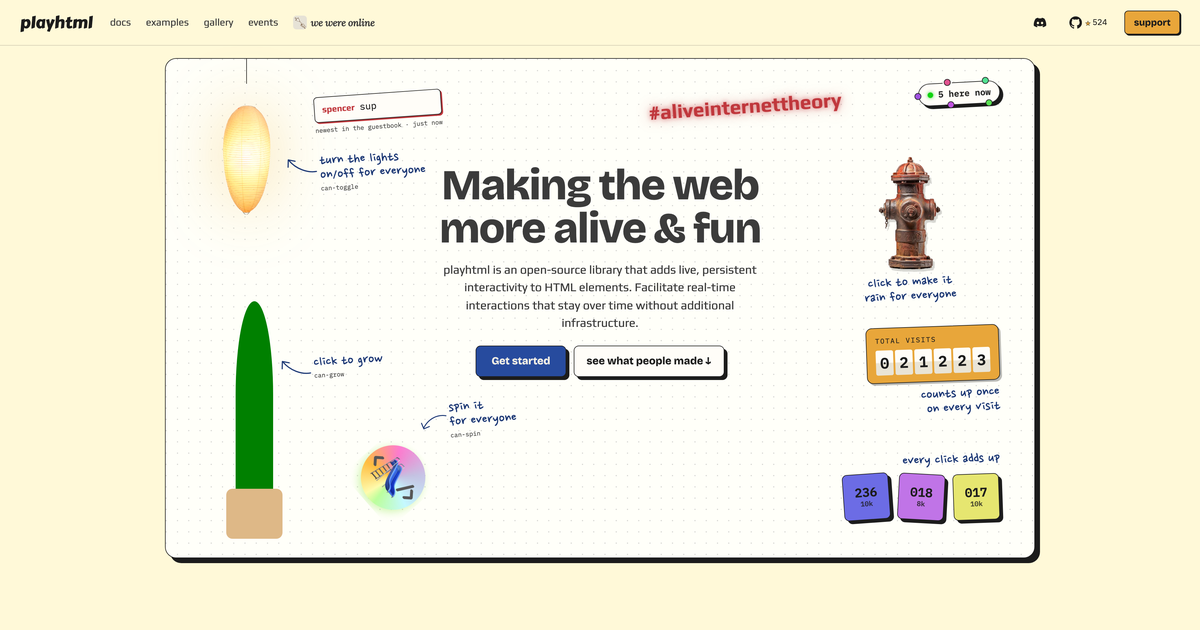 playhtml
docs
examples
gallery
events
we were online
524
support
spencer sup
newest in the guestbook · just now
#aliveinternettheory
5 here now
turn the lights
on/off for everyone
can-toggle
Making the web
more alive & fun
playhtml is an open-source library that adds live, persistent
interactivity to HTML elements. Facilitate real-time
interactions that stay over time without additional
infrastructure.
Get started
see what people made ↓
click to make it
rain for everyone
TOTAL VISITS
021223
counts up once
on every visit
click to grow
can-grow
spin it
for everyone
can-spin
every click adds up
236
10k
018
6k
017
10k